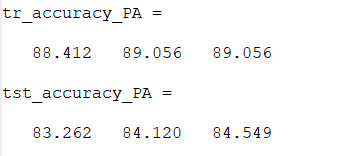 tr_accuracy_PA =
88.412 89.056 89.056
tst_accuracy_PA =
83.262 84.120 84.549